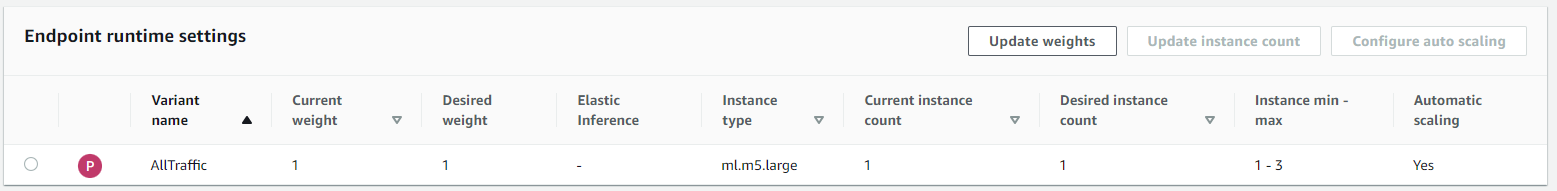 Endpoint runtime settings
Update weights
Update instance count
Configure auto scaling
Variant name
Current weight
Desired weight
Elastic Inference
Instance type
Current instance count
Desired instance count
Instance min - max
Automatic scaling
P
AllTraffic
1
1
-
ml.m5.large
1
1
1 - 3
Yes